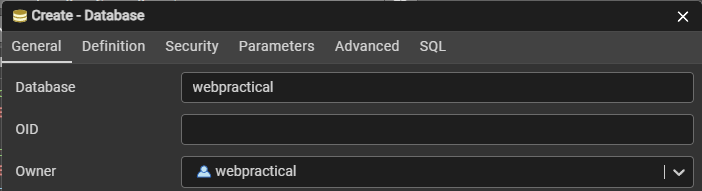 Create - Database
General Definition Security Parameters Advanced SQL
Database webpractical
OID
Owner webpractical